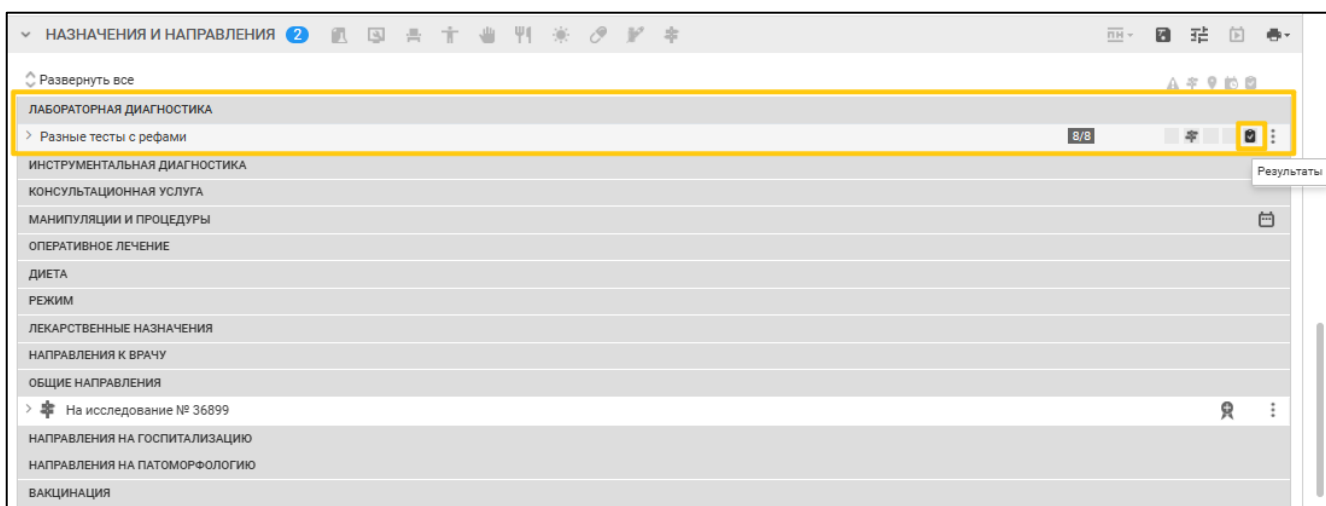 НАЗНАЧЕНИЯ И НАПРАВЛЕНИЯ 2 ПН
Развернуть все
ЛАБОРАТОРНАЯ ДИАГНОСТИКА
Разные тесты с рефами 8/8
ИНСТРУМЕНТАЛЬНАЯ ДИАГНОСТИКА
Результаты
КОНСУЛЬТАЦИОННАЯ УСЛУГА
МАНИПУЛЯЦИИ И ПРОЦЕДУРЫ
ОПЕРАТИВНОЕ ЛЕЧЕНИЕ
ДИЕТА
РЕЖИМ
ЛЕКАРСТВЕННЫЕ НАЗНАЧЕНИЯ
НАПРАВЛЕНИЯ К ВРАЧУ
ОБЩИЕ НАПРАВЛЕНИЯ
На исследование № 36899
НАПРАВЛЕНИЯ НА ГОСПИТАЛИЗАЦИЮ
НАПРАВЛЕНИЯ НА ПАТОМОРФОЛОГИЮ
ВАКЦИНАЦИЯ